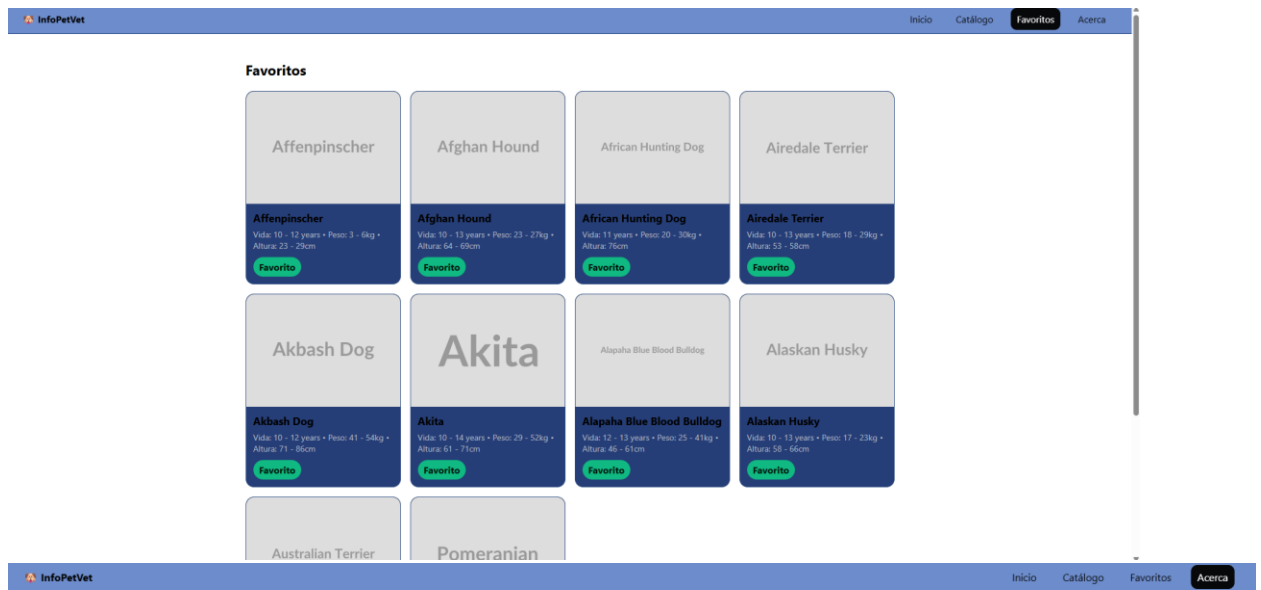 InfoPetVet Inicio Catálogo Favoritos Acerca
Favoritos
Affenpinscher Afghan Hound African Hunting Dog Airedale Terrier
Affenpinscher Afghan Hound African Hunting Dog Airedale Terrier
Vida: 10 - 12 years • Peso: 3 - 6kg • Vida: 10 - 13 years • Peso: 23 - 27kg • Vida: 11 years • Peso: 20 - 30kg • Vida: 10 - 13 years • Peso: 18 - 29kg •
Altura: 23 - 29cm Altura: 64 - 69cm Altura: 76cm Altura: 53 - 58cm
Favorito Favorito Favorito Favorito
Akbash Dog Akita Alapaha Blue Blood Bulldog Alaskan Husky
Akbash Dog Akita Alapaha Blue Blood Bulldog Alaskan Husky
Vida: 10 - 12 years • Peso: 41 - 54kg • Vida: 10 - 14 years • Peso: 29 - 52kg • Vida: 12 - 13 years • Peso: 25 - 41kg • Vida: 10 - 13 years • Peso: 17 - 23kg •
Altura: 71 - 86cm Altura: 61 - 71cm Altura: 46 - 61cm Altura: 58 - 66cm
Favorito Favorito Favorito Favorito
Australian Terrier Pomeranian
InfoPetVet Inicio Catálogo Favoritos Acerca